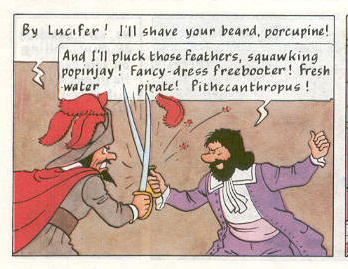 By Lucifer! I'll shave your beard, porcupine!
And I'll pluck those feathers, squawking
popinjay! Fancy-dress freebooter! Fresh
-water pirate! Pithecanthropus!